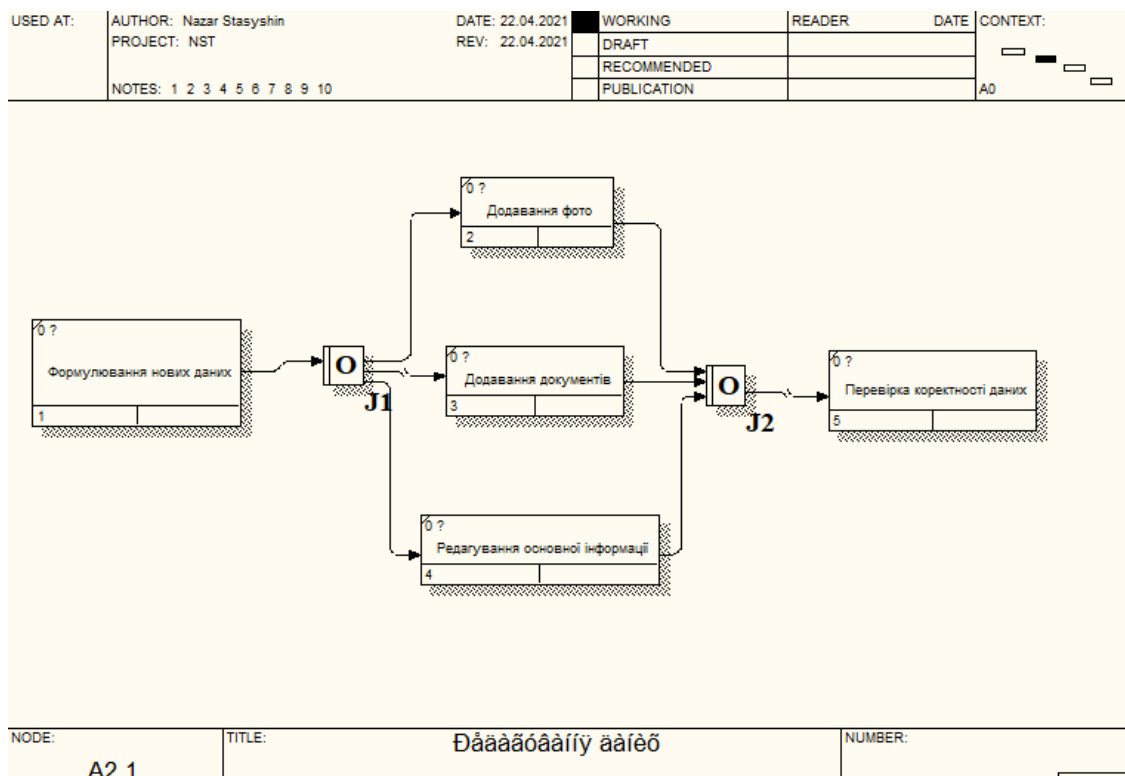 USED AT:
AUTHOR: Nazar Stasyshin
DATE: 22.04.2021
WORKING
READER
DATE
CONTEXT:
PROJECT: NST
REV: 22.04.2021
DRAFT
RECOMMENDED
NOTES: 1 2 3 4 5 6 7 8 9 10
PUBLICATION
A0
0 ?
Додавання фото
2
0 ?
Формулювання нових даних
1
O
J1
0 ?
Додавання документів
3
O
J2
0 ?
Перевірка коректності даних
5
0 ?
Редагування основної інформації
4
NODE:
TITLE:
Ðåäàãóâàííÿ äàíèõ
NUMBER:
A2.1